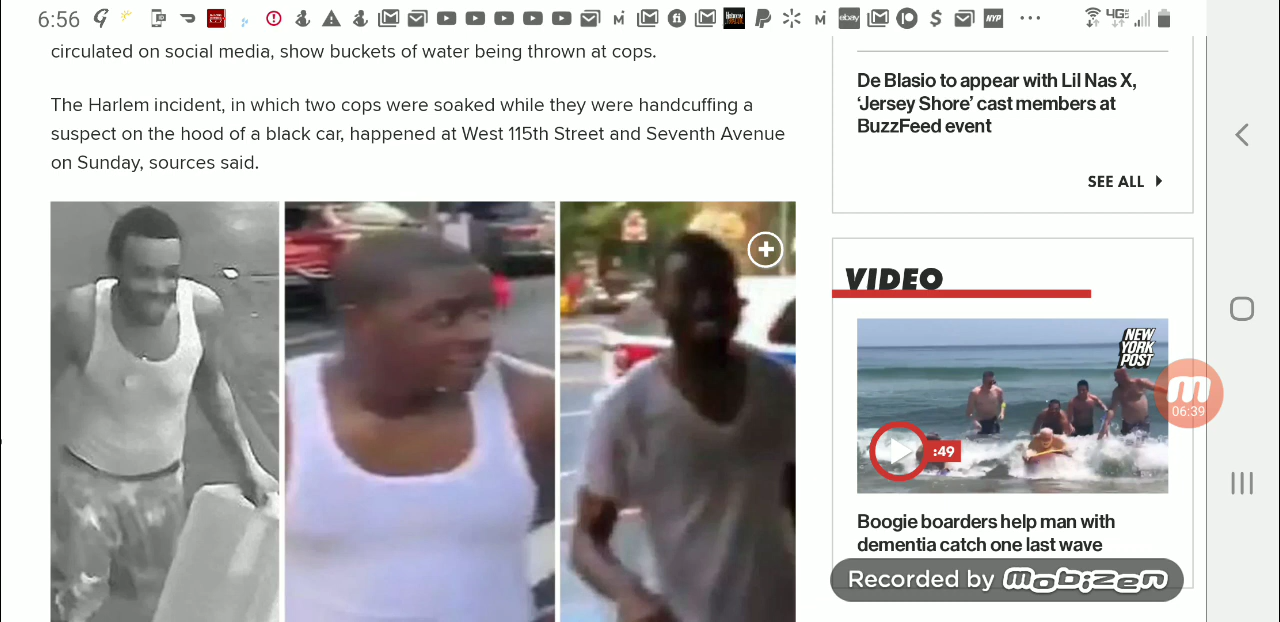 6:56
ebay
NYP
4G
circulated on social media, show buckets of water being thrown at cops.
The Harlem incident, in which two cops were soaked while they were handcuffing a
suspect on the hood of a black car, happened at West 115th Street and Seventh Avenue
on Sunday, sources said.
De Blasio to appear with Lil Nas X,
‘Jersey Shore’ cast members at
BuzzFeed event
SEE ALL
VIDEO
NEW
YORK
POST
:49
06:39
Boogie boarders help man with
dementia catch one last wave
Recorded by mobizen